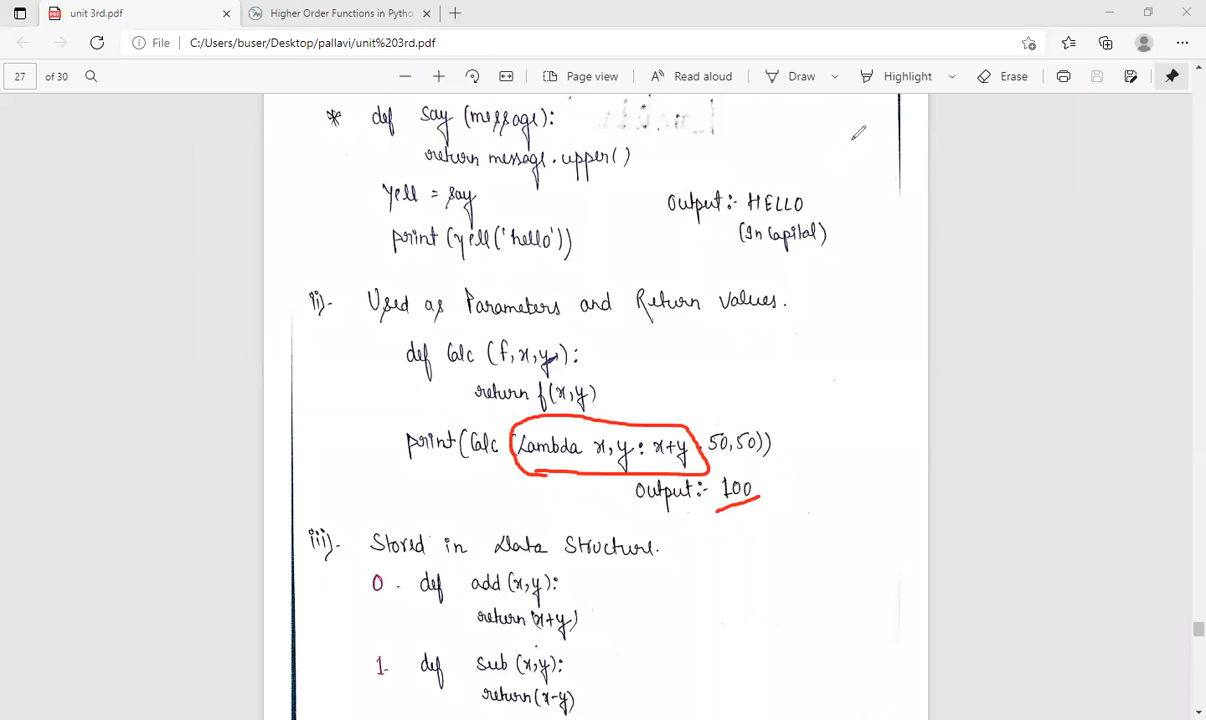 unit 3rd.pdf
Higher Order Functions in Pytho
File C:/Users/buser/Desktop/pallavi/unit%203rd.pdf
27 of 30 Page view Read aloud Draw Highlight Erase
* def say (message):
return message.upper()
yell = say
print (yell('hello'))
Output:- HELLO
(In Capital)
ii)- Used as Parameters and Return values.
def Calc (f,x,y):
return f(x,y)
print(Calc (Lambda x,y: x+y, 50,50))
Output:- 100
iii)- Stored in Data Structure.
0- def add(x,y):
return(x+y)
1- def sub (x,y):
return(x-y)